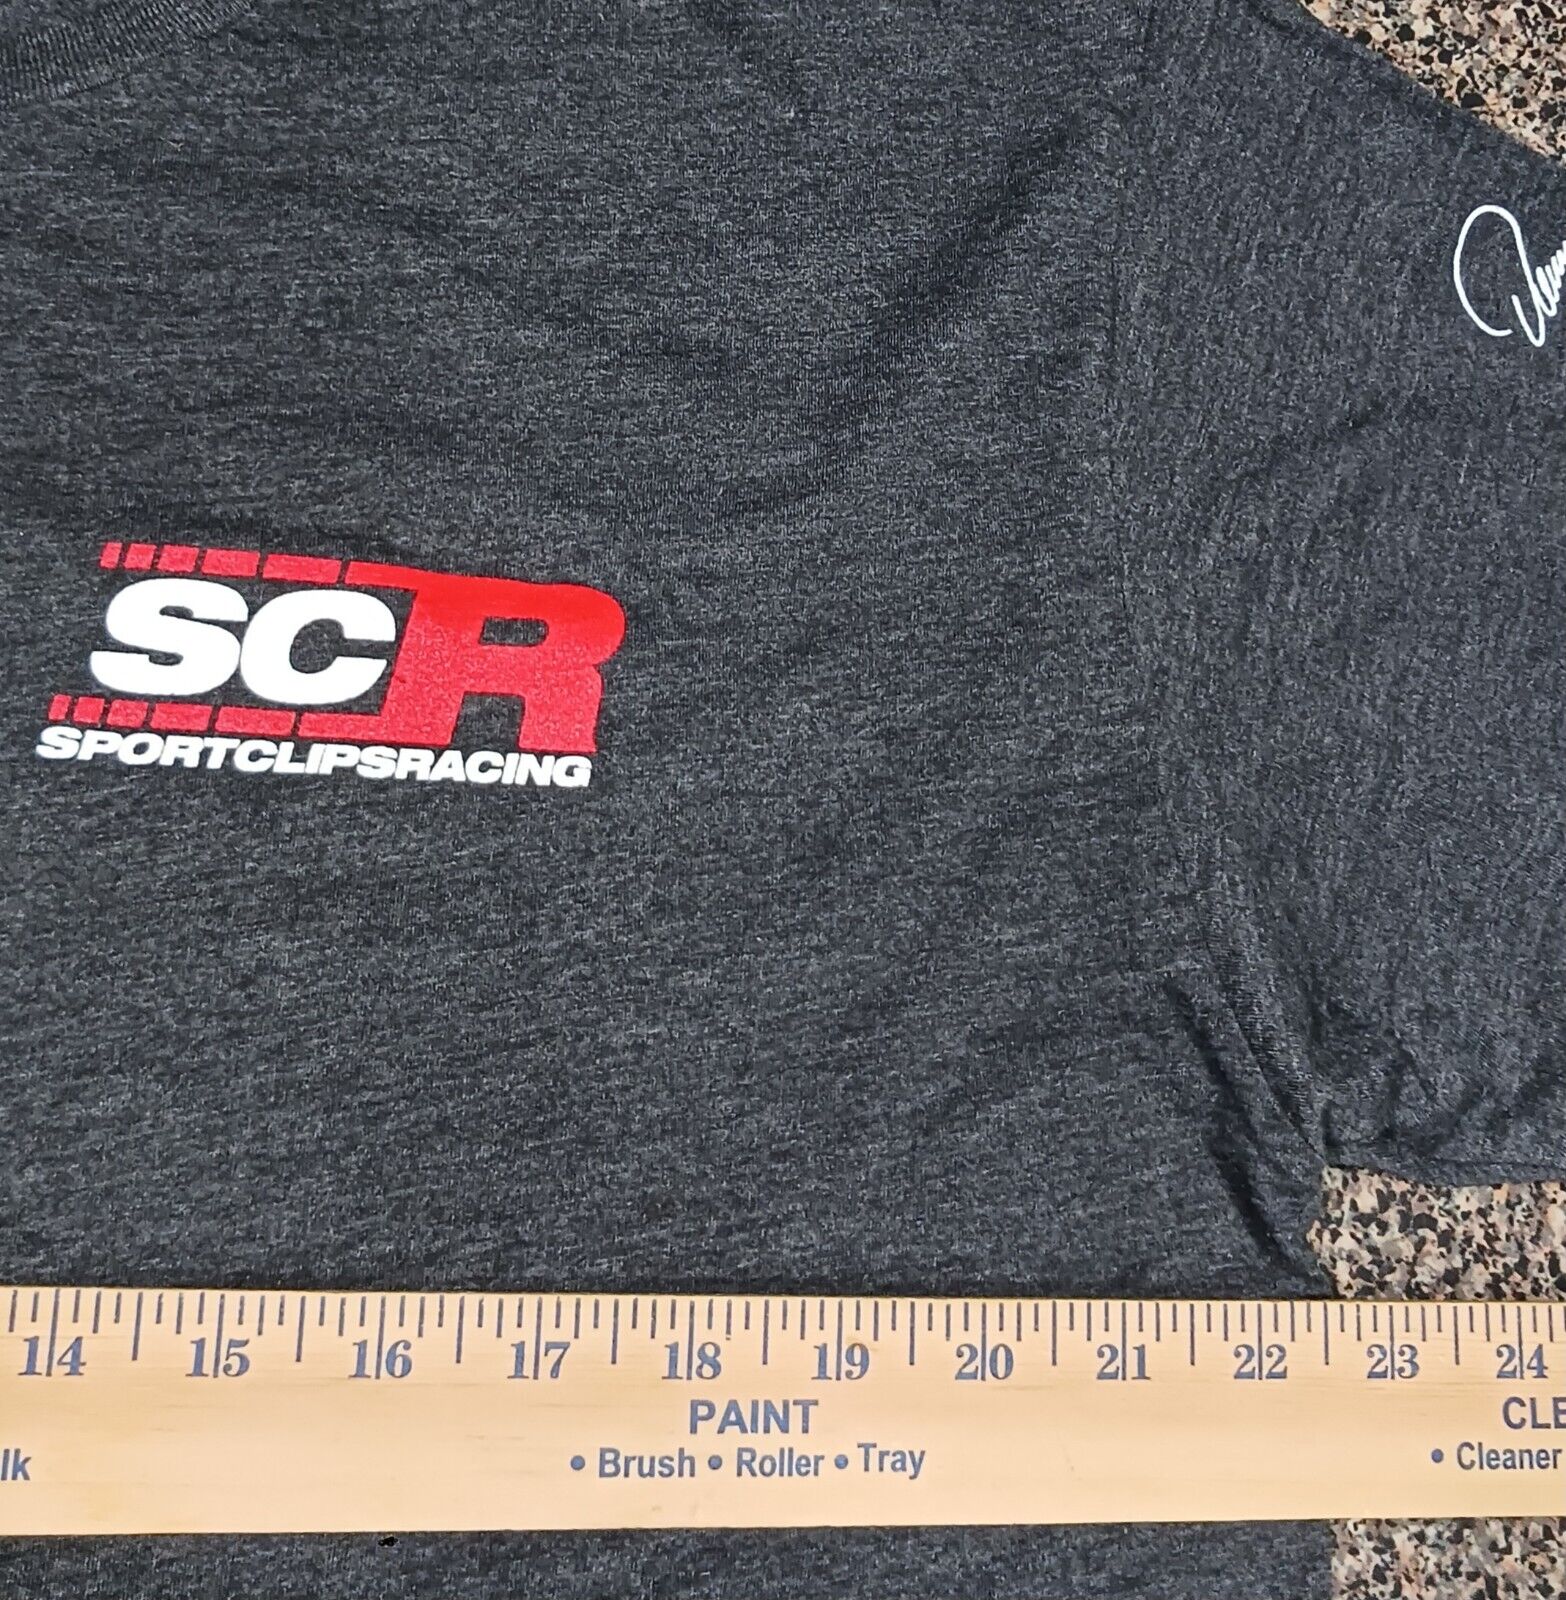 SCR
SPORTCLIPSRACING
14 15 16 17 18 19 20 21 22 23 24
PAINT
• Brush • Roller • Tray
• Cleaner